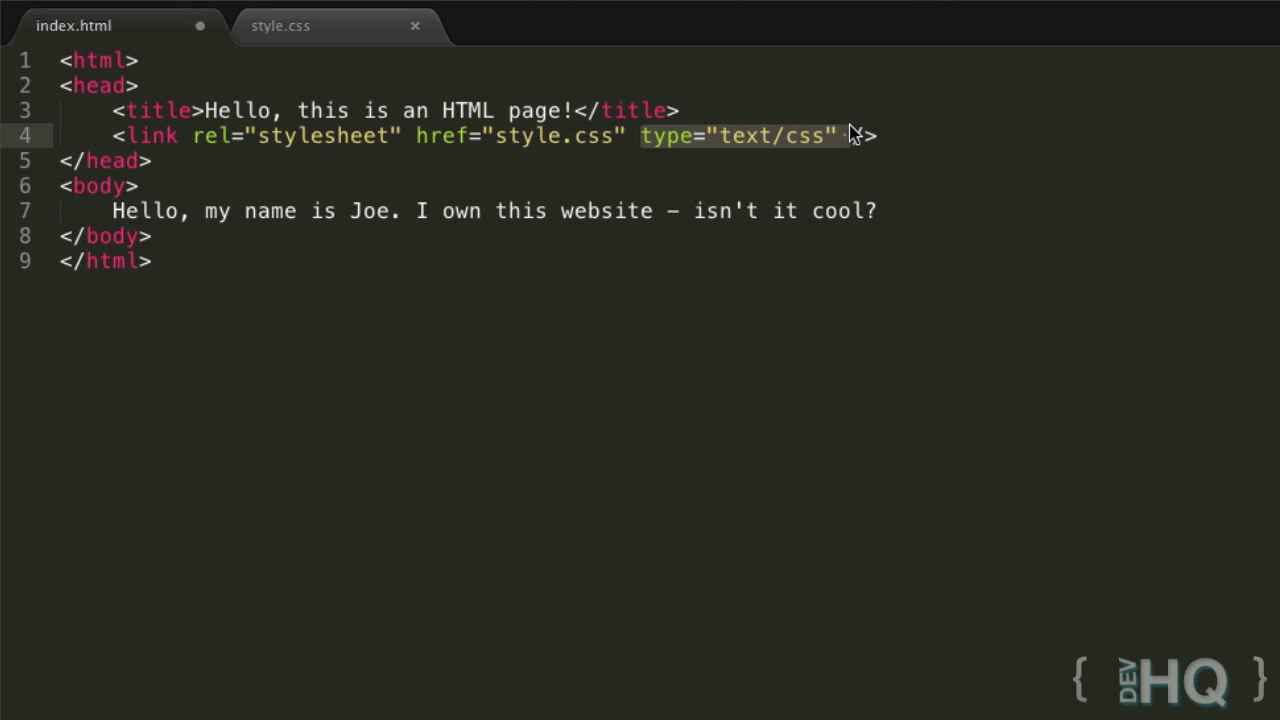 index.html
style.css ×
1 <html>
2 <head>
3 <title>Hello, this is an HTML page!</title>
4 <link rel="stylesheet" href="style.css" type="text/css" />
5 </head>
6 <body>
7 Hello, my name is Joe. I own this website – isn't it cool?
8 </body>
9 </html>
{ DEV HQ }